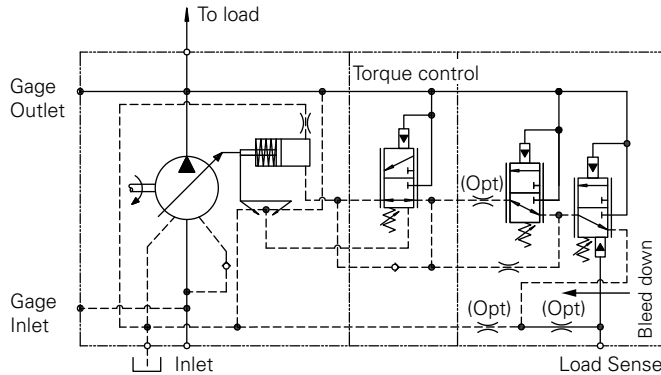 To load
Gage
Outlet
Torque control
(Opt)
Gage
Inlet
(Opt)
(Opt)
Bleed down
Inlet
Load Sense